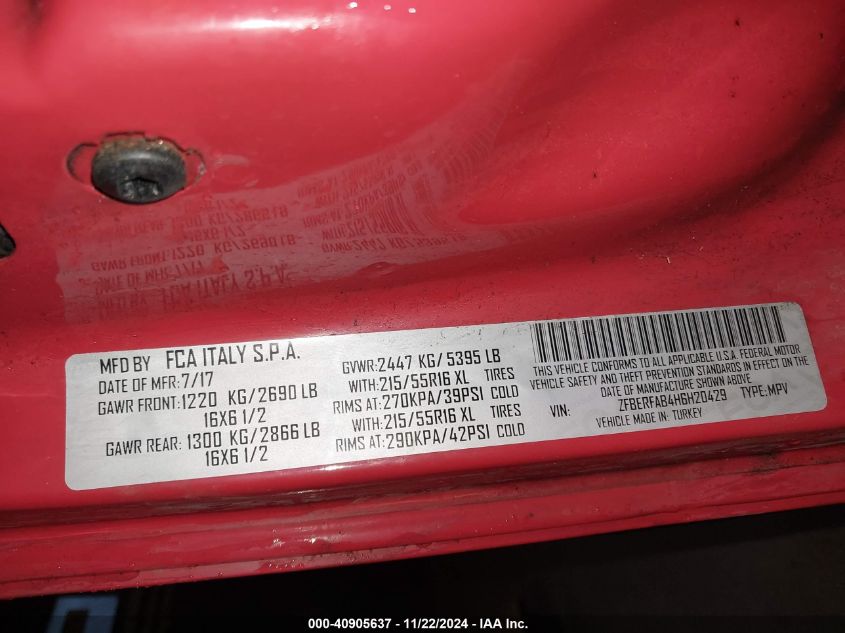 MFD BY FCA ITALY S.P.A.
DATE OF MFR:7/17
GAWR FRONT:1220 KG/2690 LB
16X6 1/2
GAWR REAR: 1300 KG/2866 LB
16X6 1/2
GVWR:2447 KG/5395 LB
WITH:215/55R16 XL TIRES
RIMS AT:270KPA/39PSI COLD
WITH:215/55R16 XL TIRES
RIMS AT:290KPA/42PSI COLD
THIS VEHICLE CONFORMS TO ALL APPLICABLE U.S.A. FEDERAL MOTOR
VEHICLE SAFETY AND THEFT PREVENTION STANDARDS IN EFFECT ON THE
DATE OF MANUFACTURE SHOWN ABOVE
VIN: ZFBERFAB4H6H20429 TYPE:MPV
VEHICLE MADE IN: TURKEY
000-40905637 - 11/22/2024 - IAA Inc.